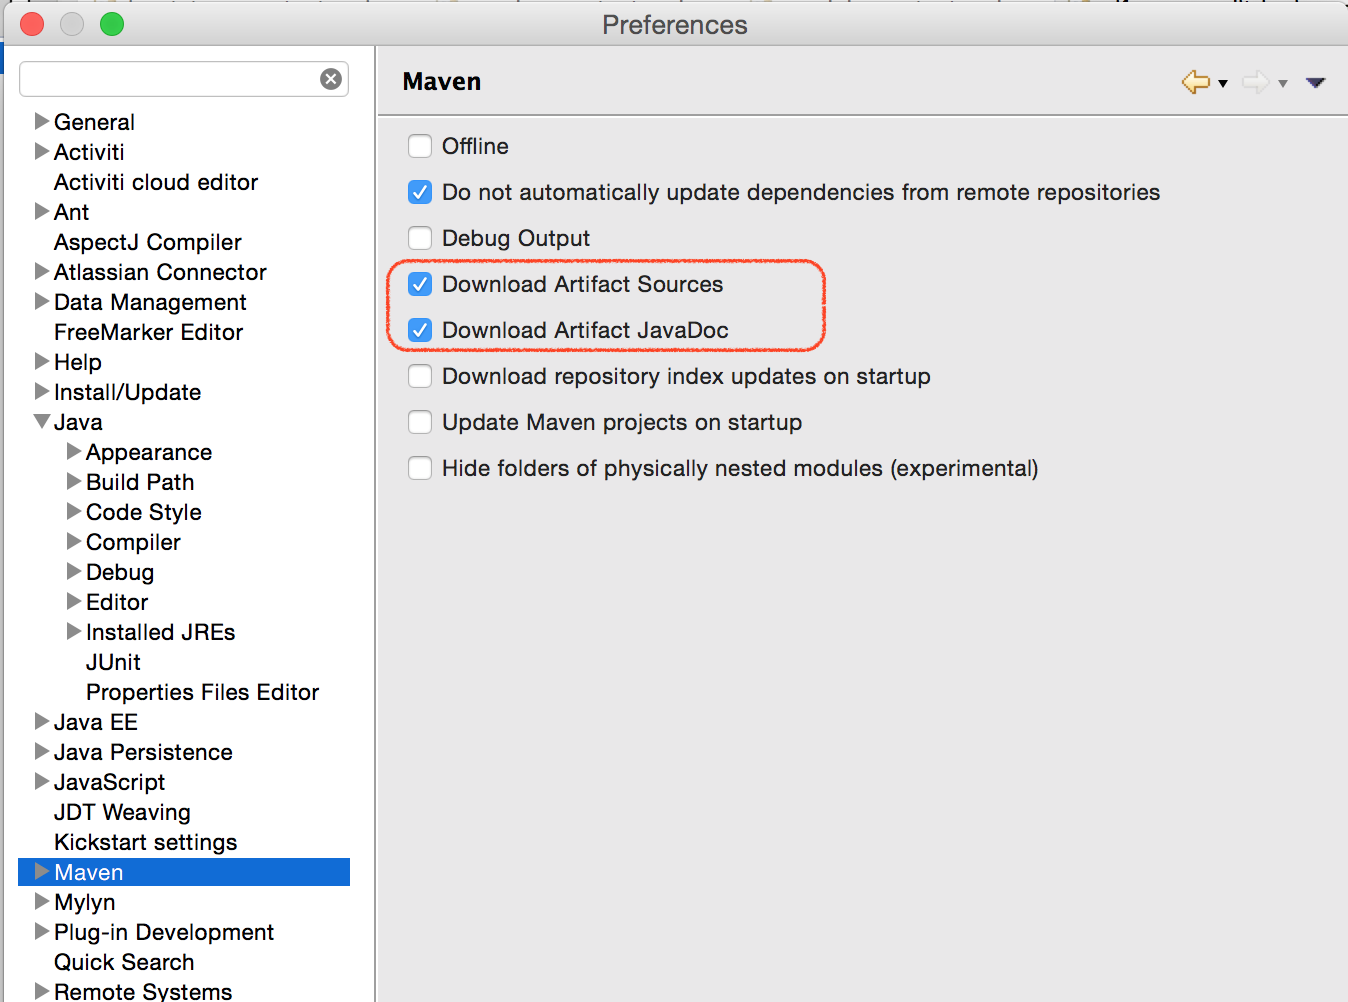 Preferences
Maven
General
Activiti
Activiti cloud editor
Ant
AspectJ Compiler
Atlassian Connector
Data Management
FreeMarker Editor
Help
Install/Update
Java
Appearance
Build Path
Code Style
Compiler
Debug
Editor
Installed JREs
JUnit
Properties Files Editor
Java EE
Java Persistence
JavaScript
JDT Weaving
Kickstart settings
Maven
Mylyn
Plug-in Development
Quick Search
Remote Systems
Offline
Do not automatically update dependencies from remote repositories
Debug Output
Download Artifact Sources
Download Artifact JavaDoc
Download repository index updates on startup
Update Maven projects on startup
Hide folders of physically nested modules (experimental)